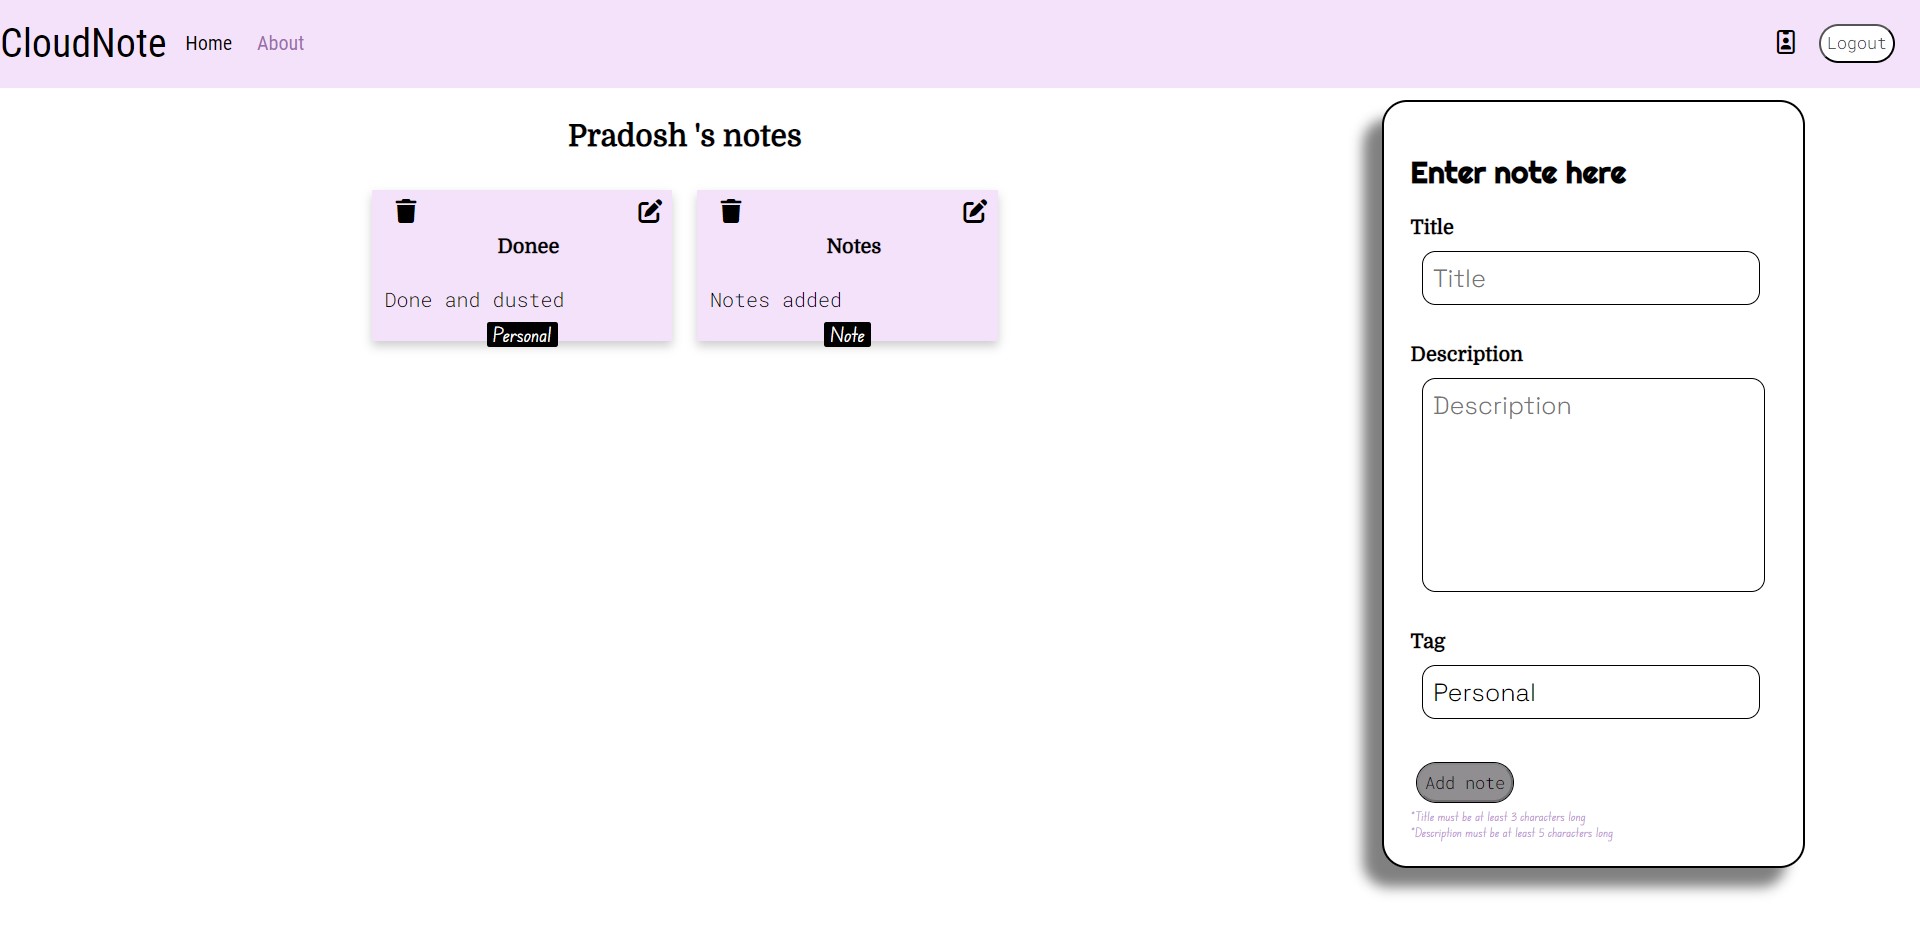 CloudNote Home About Logout
Pradosh 's notes
Donee
Done and dusted
Personal
Notes
Notes added
Note
Enter note here
Title
Title
Description
Description
Tag
Personal
Add note
*Title must be at least 3 characters long
*Description must be at least 5 characters long